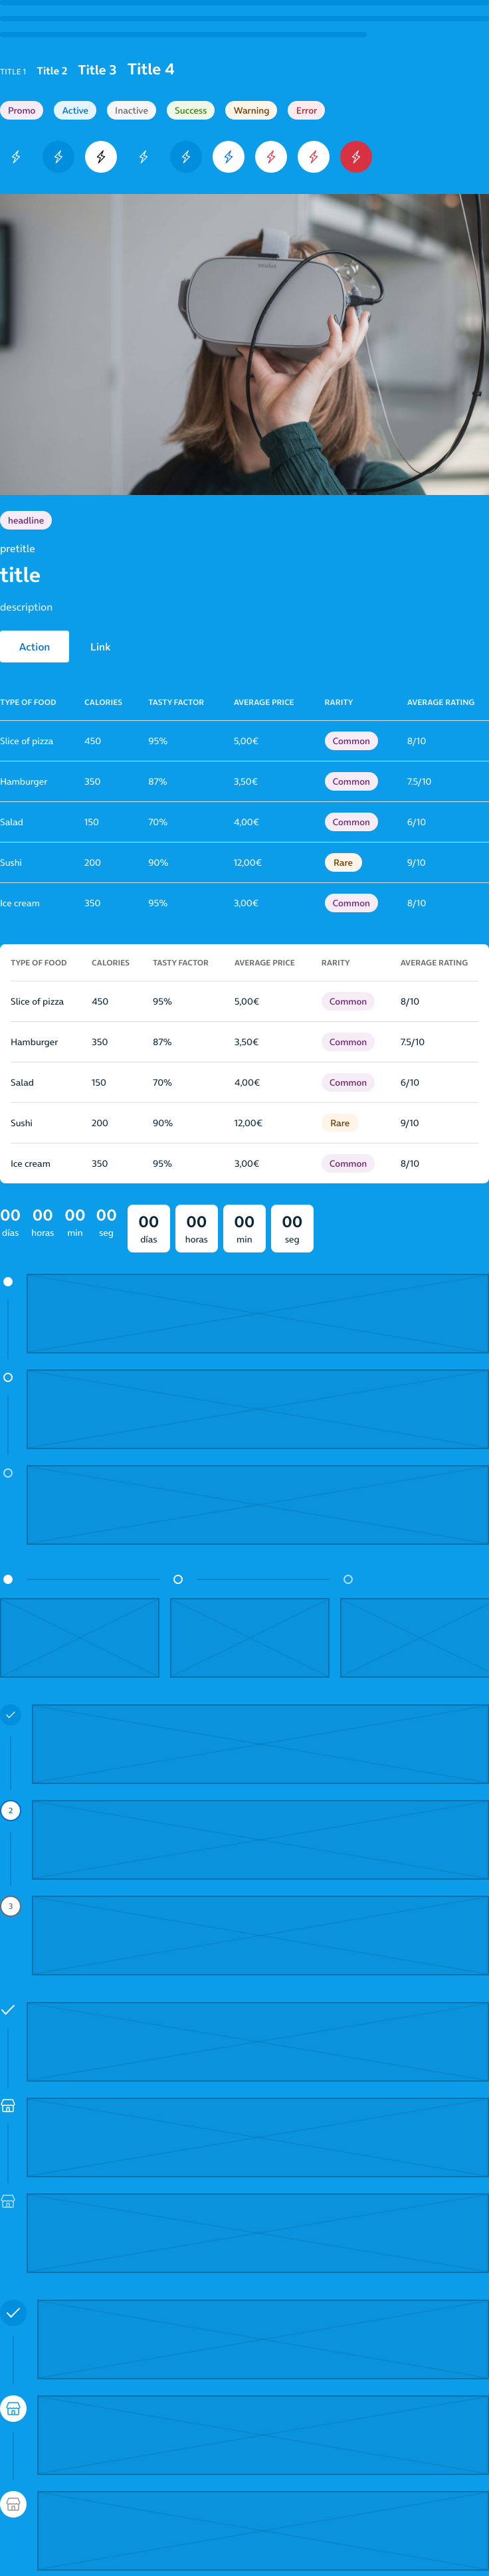 TITLE 1 Title 2 Title 3 Title 4
Promo Active Inactive Success Warning Error
oculus
headline
pretitle
title
description
Action Link
TYPE OF FOOD CALORIES TASTY FACTOR AVERAGE PRICE RARITY AVERAGE RATING
Slice of pizza 450 95% 5,00€ Common 8/10
Hamburger 350 87% 3,50€ Common 7.5/10
Salad 150 70% 4,00€ Common 6/10
Sushi 200 90% 12,00€ Rare 9/10
Ice cream 350 95% 3,00€ Common 8/10
TYPE OF FOOD CALORIES TASTY FACTOR AVERAGE PRICE RARITY AVERAGE RATING
Slice of pizza 450 95% 5,00€ Common 8/10
Hamburger 350 87% 3,50€ Common 7.5/10
Salad 150 70% 4,00€ Common 6/10
Sushi 200 90% 12,00€ Rare 9/10
Ice cream 350 95% 3,00€ Common 8/10
00 00 00 00 00 00 00 00
días horas min seg días horas min seg
2
3